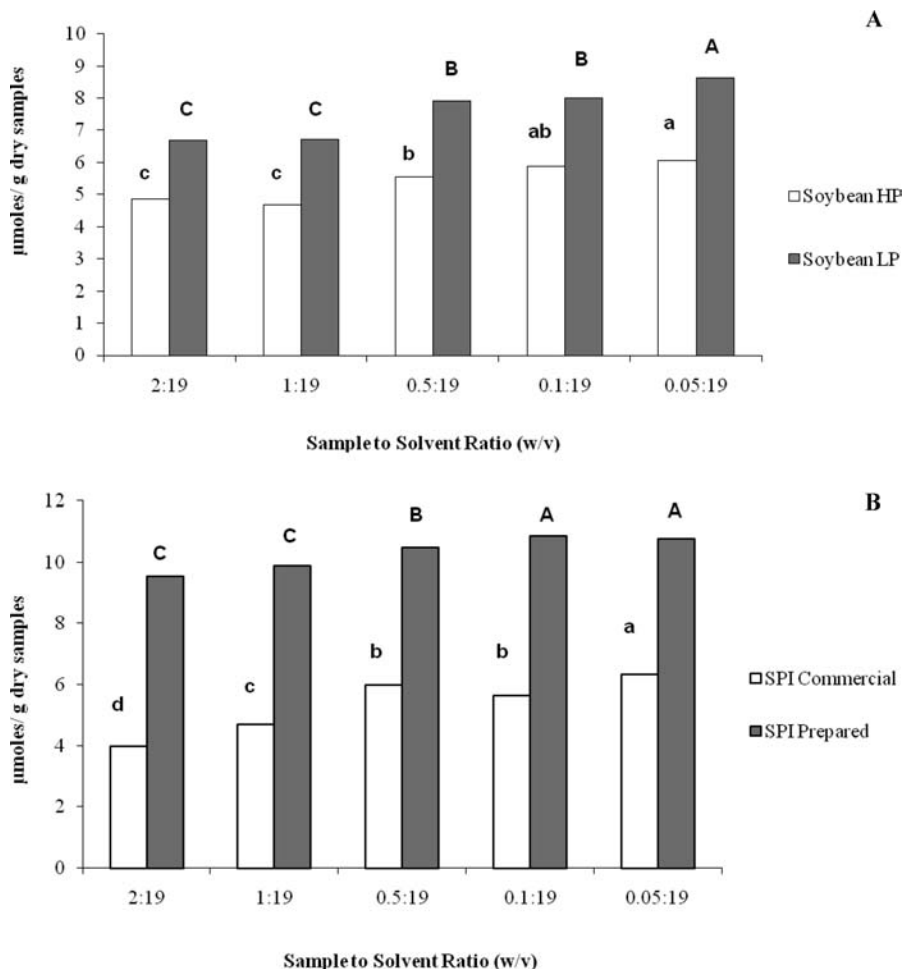 A
10
9
8
7
6
5
4
3
2
1
0
µmoles/ g dry samples
c C c C b B ab B a A
2:19 1:19 0.5:19 0.1:19 0.05:19
Sample to Solvent Ratio (w/v)
Soybean HP
Soybean LP
B
12
10
8
6
4
2
0
µmoles/ g dry samples
d C c C b B b A a A
2:19 1:19 0.5:19 0.1:19 0.05:19
Sample to Solvent Ratio (w/v)
SPI Commercial
SPI Prepared